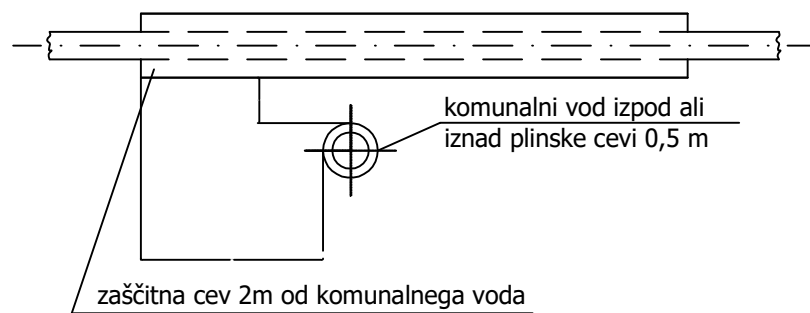 komunalni vod izpod ali
iznad plinske cevi 0,5 m
zaščitna cev 2m od komunalnega voda